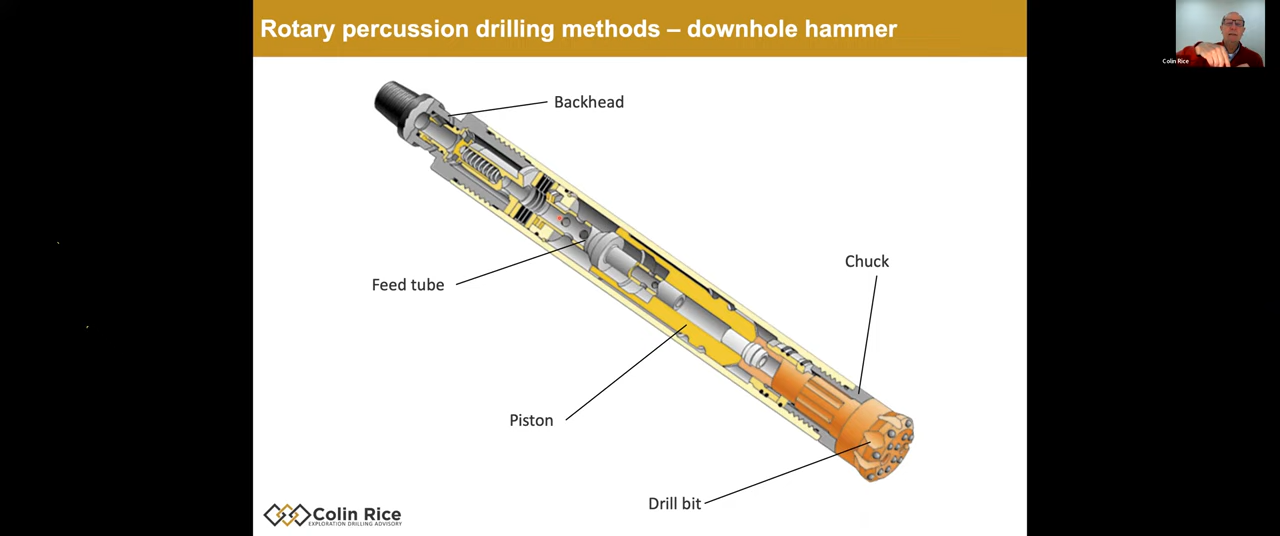 Rotary percussion drilling methods – downhole hammer
Colin Rice
Backhead
Chuck
Feed tube
Piston
Drill bit
Colin Rice
EXPLORATION DRILLING ADVISORY